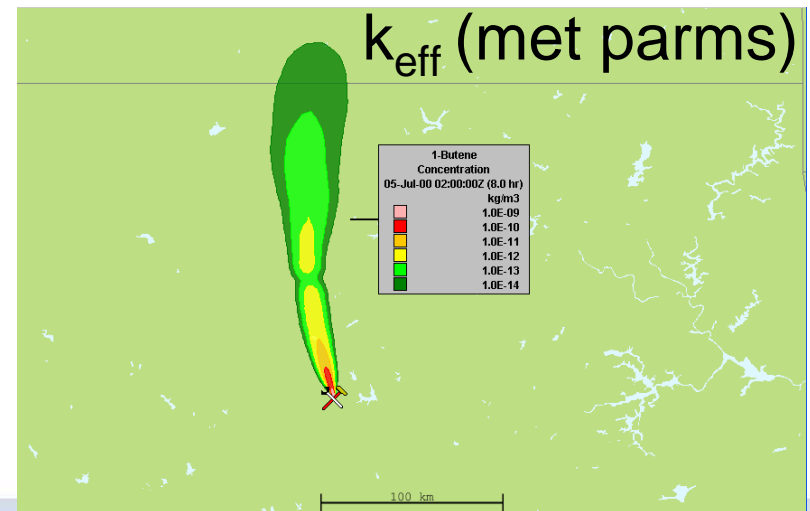 keff (met parms)
1-Butene
Concentration
05-Jul-00 02:00:00Z (8.0 hr)
kg/m3
1.0E-09
1.0E-10
1.0E-11
1.0E-12
1.0E-13
1.0E-14
100 km